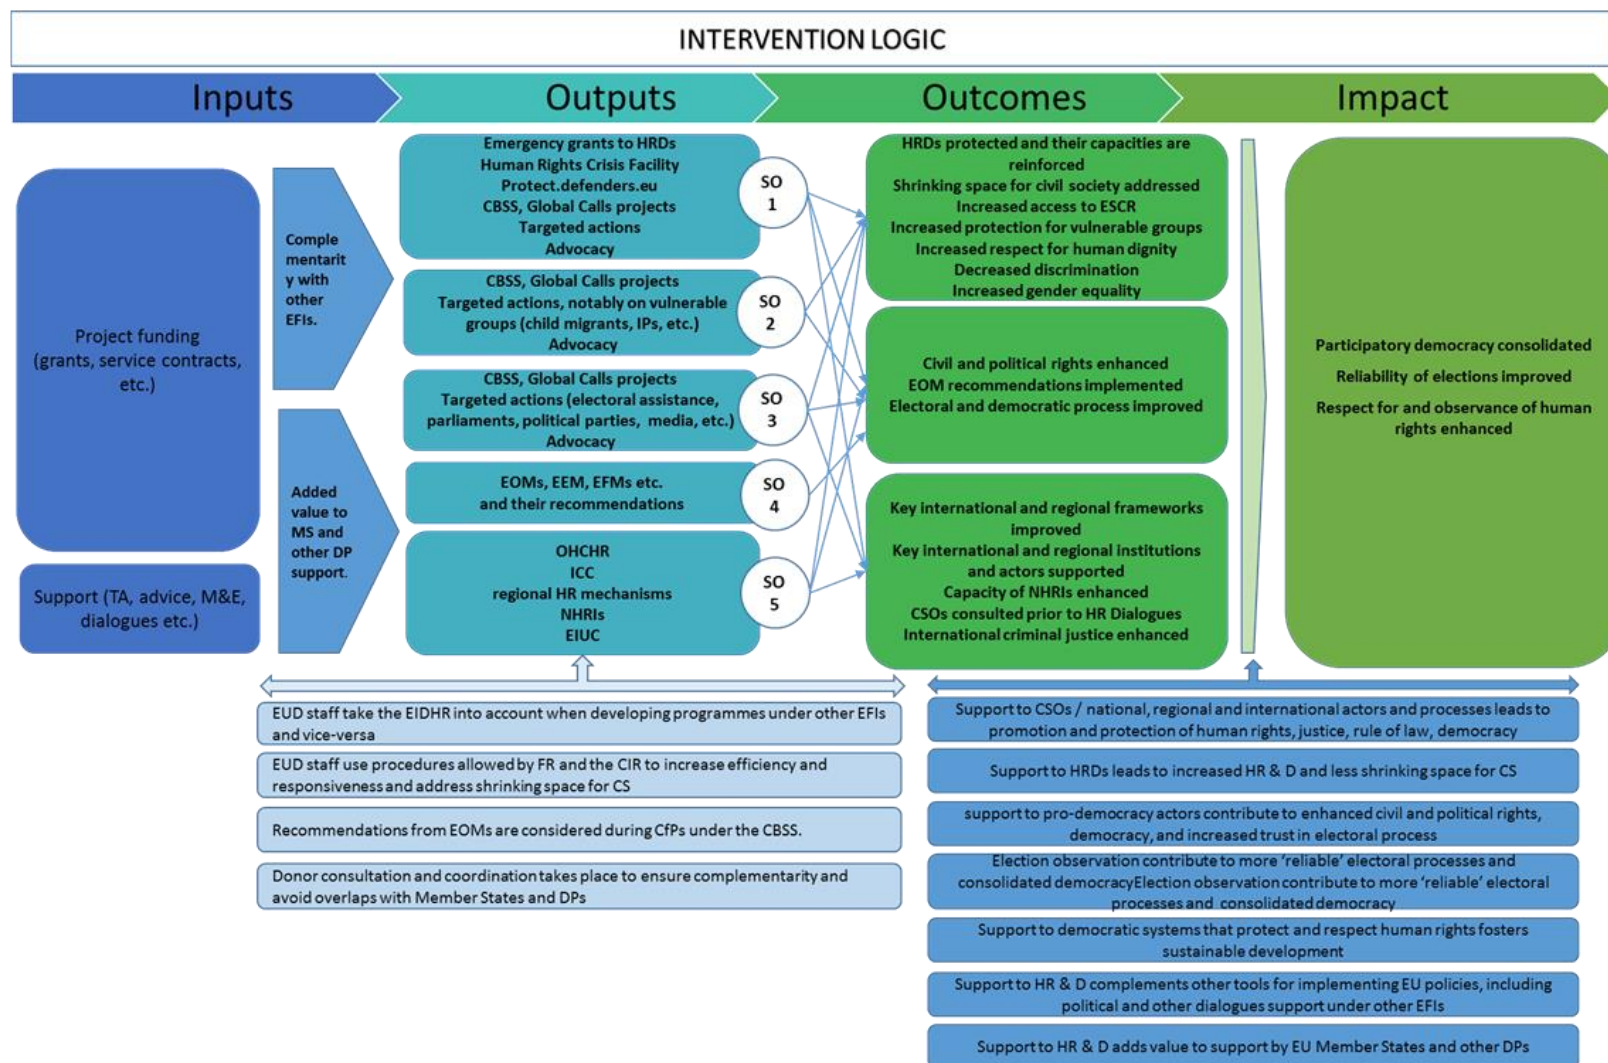 INTERVENTION LOGIC
Inputs
Outputs
Outcomes
Impact
Project funding
(grants, service contracts,
etc.)
Support (TA, advice, M&E,
dialogues etc.)
Comple
mentarit
y with
other
EFIs.
Added
value to
MS and
other DP
support.
Emergency grants to HRDs
Human Rights Crisis Facility
Protect.defenders.eu
CBSS, Global Calls projects
Targeted actions
Advocacy
SO
1
CBSS, Global Calls projects
Targeted actions, notably on vulnerable
groups (child migrants, IPs, etc.)
Advocacy
SO
2
CBSS, Global Calls projects
Targeted actions (electoral assistance,
parliaments, political parties, media, etc.)
Advocacy
SO
3
EOMs, EEM, EFMs etc.
and their recommendations
SO
4
OHCHR
ICC
regional HR mechanisms
NHRIs
EIUC
SO
5
HRDs protected and their capacities are
reinforced
Shrinking space for civil society addressed
Increased access to ESCR
Increased protection for vulnerable groups
Increased respect for human dignity
Decreased discrimination
Increased gender equality
Civil and political rights enhanced
EOM recommendations implemented
Electoral and democratic process improved
Key international and regional frameworks
improved
Key international and regional institutions
and actors supported
Capacity of NHRIs enhanced
CSOs consulted prior to HR Dialogues
International criminal justice enhanced
Participatory democracy consolidated
Reliability of elections improved
Respect for and observance of human
rights enhanced
EUD staff take the EIDHR into account when developing programmes under other EFIs
and vice-versa
EUD staff use procedures allowed by FR and the CIR to increase efficiency and
responsiveness and address shrinking space for CS
Recommendations from EOMs are considered during CfPs under the CBSS.
Donor consultation and coordination takes place to ensure complementarity and
avoid overlaps with Member States and DPs
Support to CSOs / national, regional and international actors and processes leads to
promotion and protection of human rights, justice, rule of law, democracy
Support to HRDs leads to increased HR & D and less shrinking space for CS
support to pro-democracy actors contribute to enhanced civil and political rights,
democracy, and increased trust in electoral process
Election observation contribute to more 'reliable' electoral processes and
consolidated democracyElection observation contribute to more 'reliable' electoral
processes and consolidated democracy
Support to democratic systems that protect and respect human rights fosters
sustainable development
Support to HR & D complements other tools for implementing EU policies, including
political and other dialogues support under other EFIs
Support to HR & D adds value to support by EU Member States and other DPs